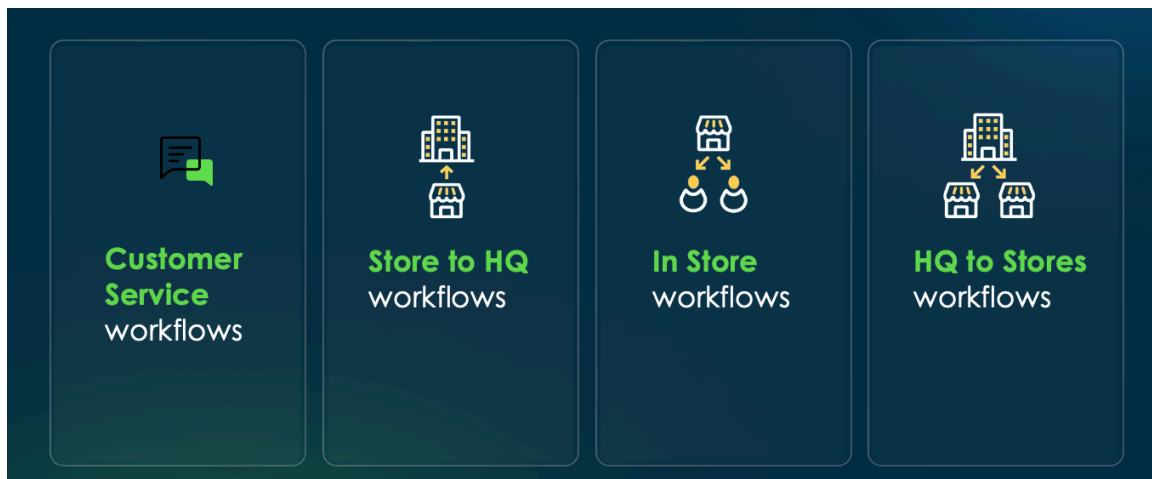 Customer
Service
workflows
Store to HQ
workflows
In Store
workflows
HQ to Stores
workflows